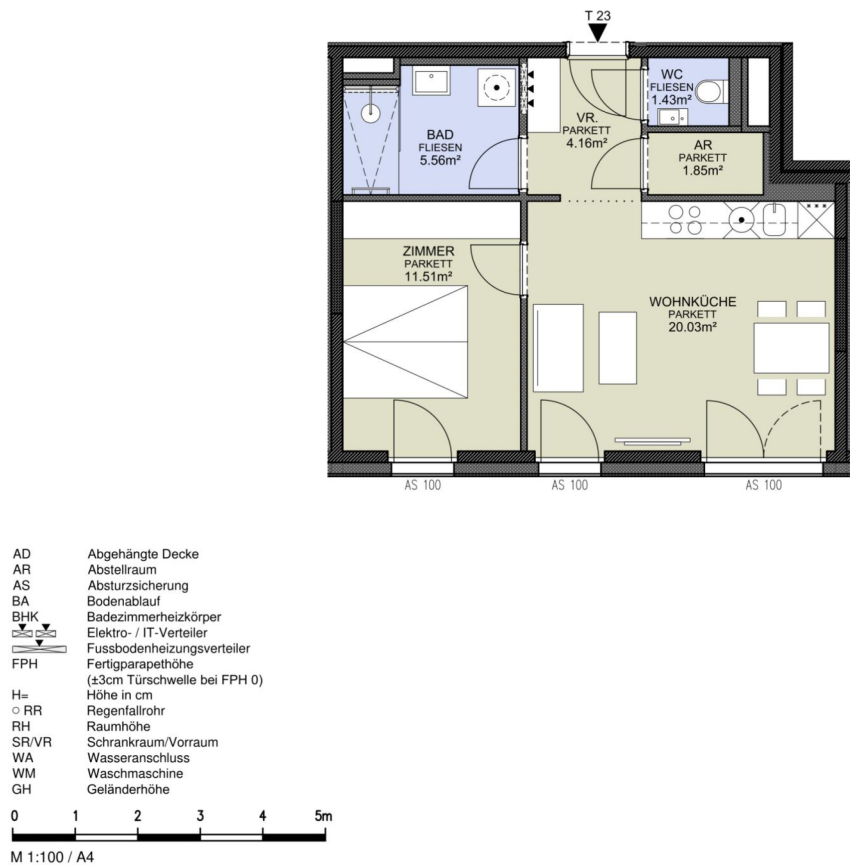 T 23
WC
FLIESEN
1.43m²
BAD
FLIESEN
5.56m²
VR.
PARKETT
4.16m²
AR
PARKETT
1.85m²
ZIMMER
PARKETT
11.51m²
WOHNKÜCHE
PARKETT
20.03m²
AS 100
AS 100
AS 100
AD Abgehängte Decke
AR Abstellraum
AS Absturzsicherung
BA Bodenablauf
BHK Badezimmerheizkörper
Elektro- / IT-Verteiler
Fussbodenheizungsverteiler
FPH Fertigparapethöhe
(±3cm Türschwelle bei FPH 0)
H= Höhe in cm
○ RR Regenfallrohr
RH Raumhöhe
SR/VR Schrankraum/Vorraum
WA Wasseranschluss
WM Waschmaschine
GH Geländerhöhe
0 1 2 3 4 5m
M 1:100 / A4